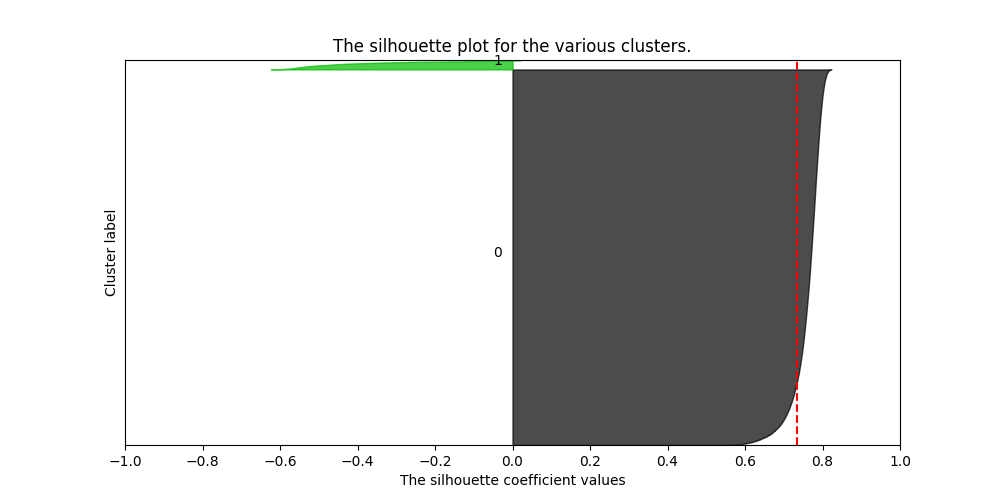 The silhouette plot for the various clusters.
1
0
Cluster label
−1.0 −0.8 −0.6 −0.4 −0.2 0.0 0.2 0.4 0.6 0.8 1.0
The silhouette coefficient values